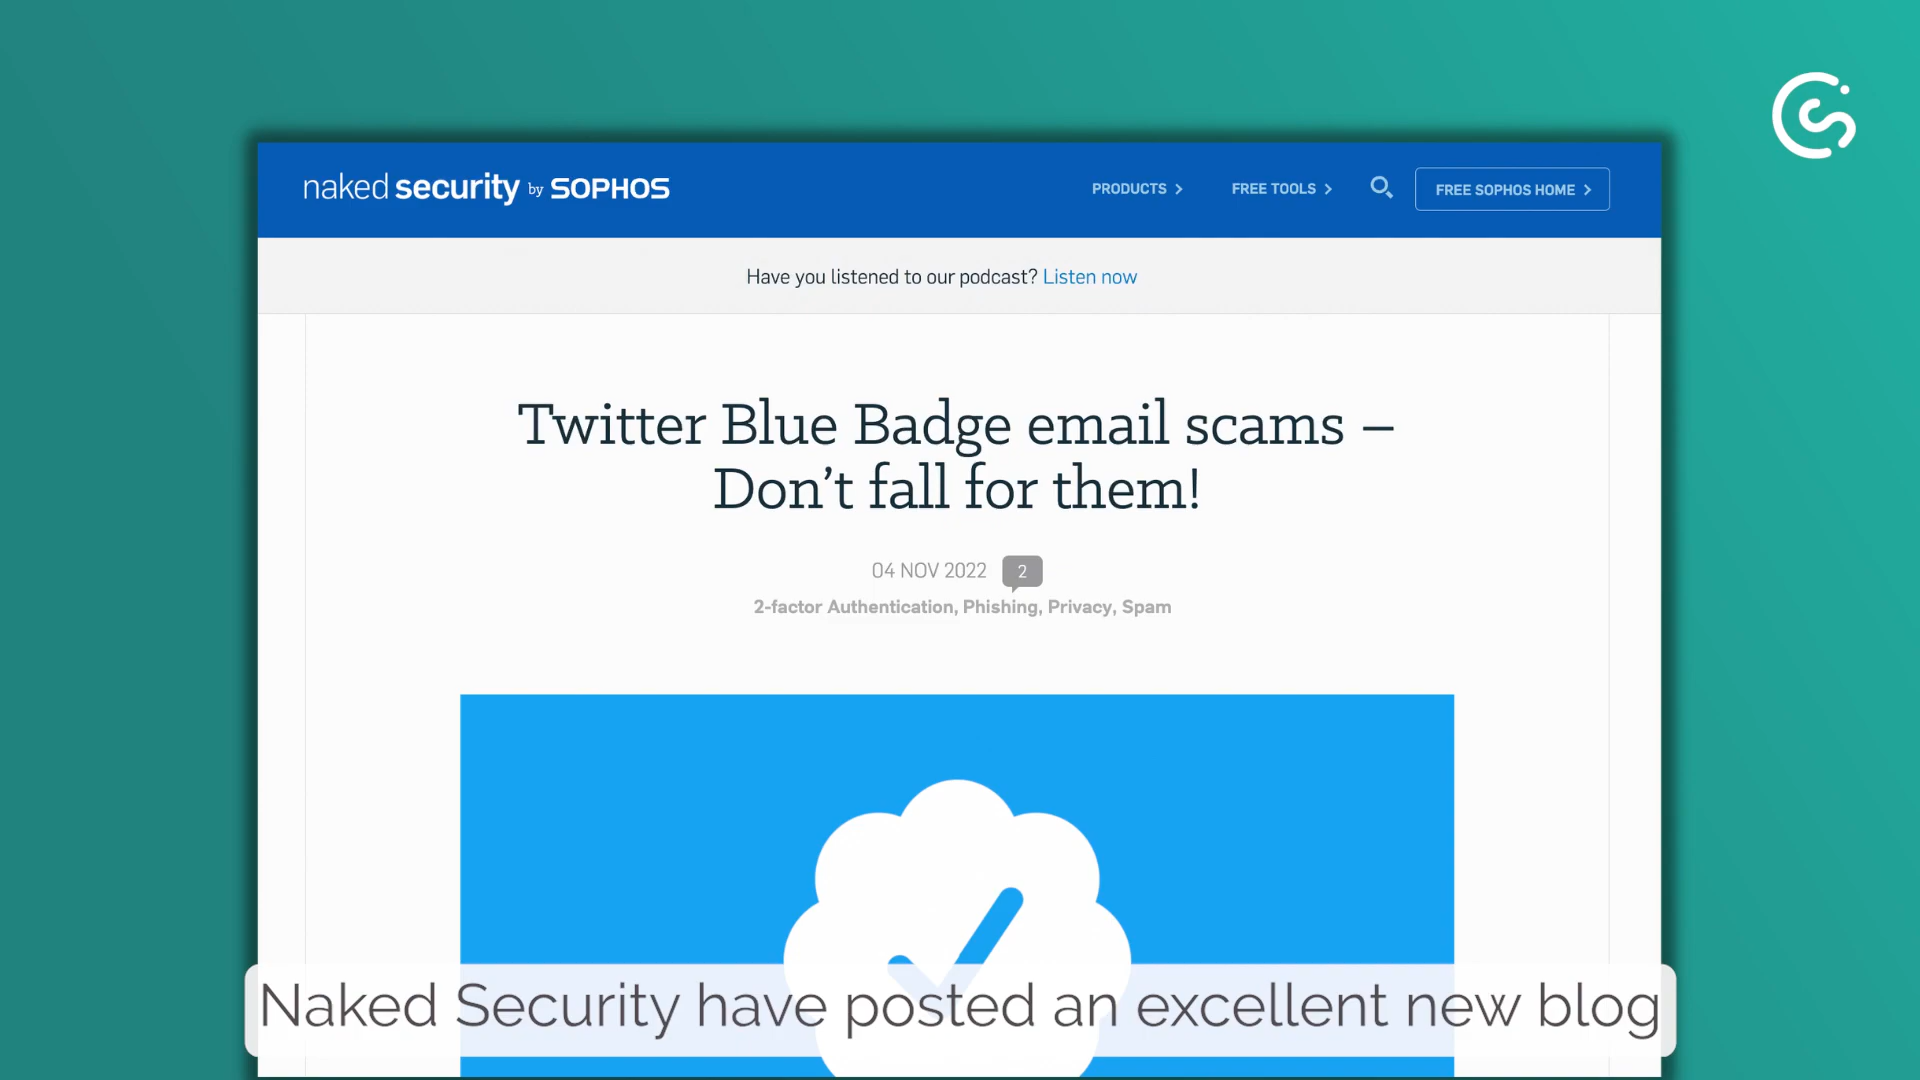 naked security by SOPHOS
PRODUCTS
FREE TOOLS
FREE SOPHOS HOME
Have you listened to our podcast? Listen now
Twitter Blue Badge email scams –
Don’t fall for them!
04 NOV 2022 2
2-factor Authentication, Phishing, Privacy, Spam
Naked Security have posted an excellent new blog